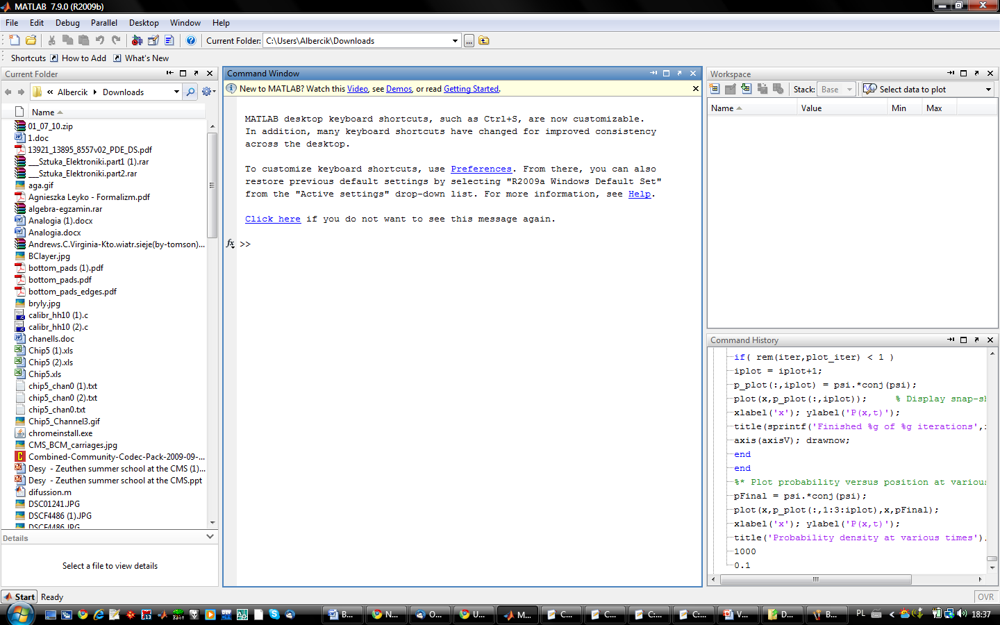 MATLAB 7.9.0 (R2009b)
File Edit Debug Parallel Desktop Window Help
Current Folder: C:\Users\Albercik\Downloads
Shortcuts How to Add What's New
Current Folder
« Albercik Downloads
Name
01_07_10.zip
1.doc
13921_13895_8557v02_PDE_DS.pdf
___Sztuka_Elektroniki.part1 (1).rar
___Sztuka_Elektroniki.part2.rar
aga.gif
Agnieszka Leyko - Formalizm.pdf
algebra-egzamin.rar
Analogia (1).docx
Analogia.docx
Andrews.C.Virginia-Kto.wiatr.sieje(by-tomson)...
BClayer.jpg
bottom_pads (1).pdf
bottom_pads.pdf
bottom_pads_edges.pdf
bryly.jpg
calibr_hh10 (1).c
calibr_hh10 (2).c
chanells.doc
Chip5 (1).xls
Chip5 (2).xls
Chip5.xls
chip5_chan0 (1).txt
chip5_chan0 (2).txt
chip5_chan0.txt
Chip5_Channel3.gif
chromeinstall.exe
CMS_BCM_carriages.jpg
Combined-Community-Codec-Pack-2009-09-...
Desy - Zeuthen summer school at the CMS (1)...
Desy - Zeuthen summer school at the CMS.ppt
difussion.m
DSC01241.JPG
DSCF4486 (1).JPG
DSCF4486.JPG
Details
Select a file to view details
Command Window
New to MATLAB? Watch this Video, see Demos, or read Getting Started.
MATLAB desktop keyboard shortcuts, such as Ctrl+S, are now customizable.
In addition, many keyboard shortcuts have changed for improved consistency
across the desktop.
To customize keyboard shortcuts, use Preferences. From there, you can also
restore previous default settings by selecting "R2009a Windows Default Set"
from the "Active settings" drop-down list. For more information, see Help.
Click here if you do not want to see this message again.
fx >>
Workspace
Stack: Base Select data to plot
Name Value Min Max
Command History
if( rem(iter,plot_iter) < 1 )
iplot = iplot+1;
p_plot(:,iplot) = psi.*conj(psi);
plot(x,p_plot(:,iplot)); % Display snap-sh
xlabel('x'); ylabel('P(x,t)');
title(sprintf('Finished %g of %g iterations',i
axis(axisV); drawnow;
end
end
%* Plot probability versus position at various
pFinal = psi.*conj(psi);
plot(x,p_plot(:,1:3:iplot),x,pFinal);
xlabel('x'); ylabel('P(x,t)');
title('Probability density at various times');
1000
0.1
Start Ready
OVR
B... N... O... U... M... C... C... C:... C:... V... D... B...
PL
18:37